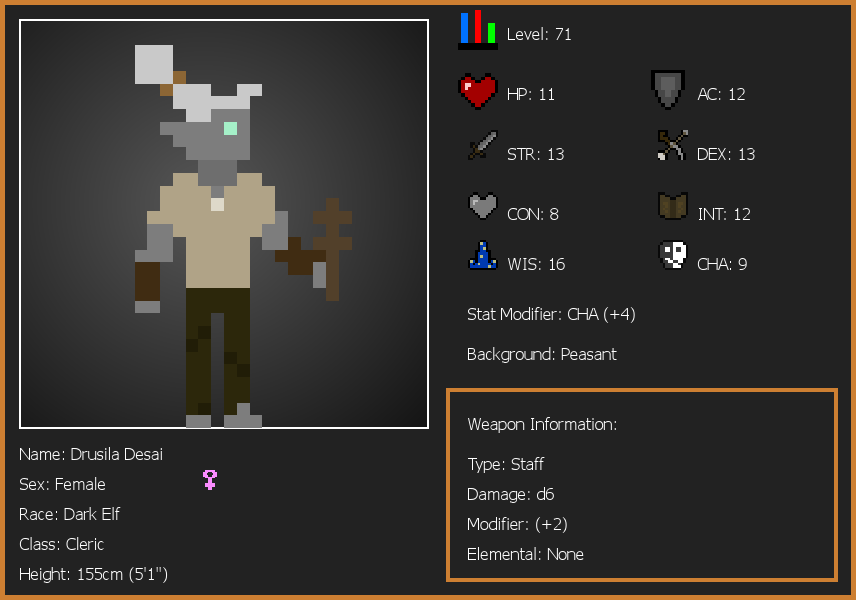 Level: 71
HP: 11
AC: 12
STR: 13
DEX: 13
CON: 8
INT: 12
WIS: 16
CHA: 9
Stat Modifier: CHA (+4)
Background: Peasant
Weapon Information:
Type: Staff
Damage: d6
Modifier: (+2)
Elemental: None
Name: Drusila Desai
Sex: Female
Race: Dark Elf
Class: Cleric
Height: 155cm (5'1")